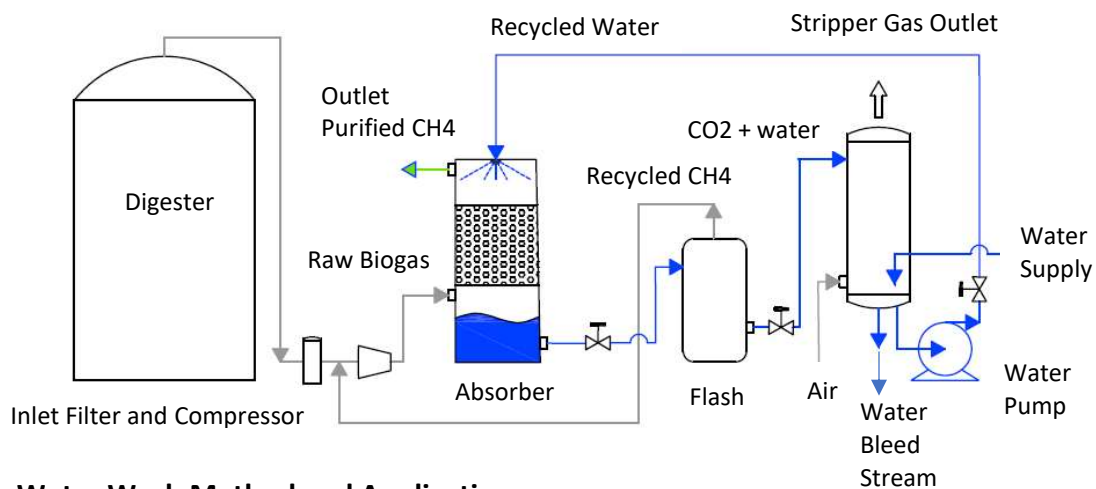 Recycled Water
Stripper Gas Outlet
Outlet
Purified CH4
CO2 + water
Recycled CH4
Digester
Raw Biogas
Water
Supply
Absorber
Flash
Air
Water
Pump
Inlet Filter and Compressor
Water
Bleed
Stream